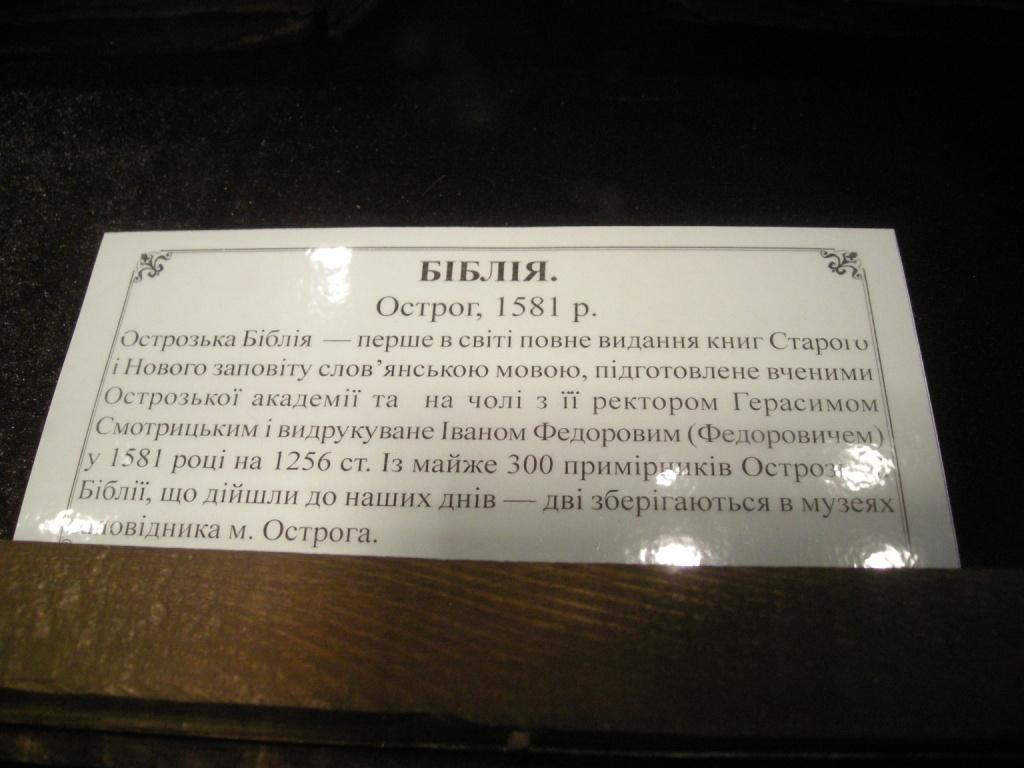 БІБЛІЯ.
Острог, 1581 р.
Острозька Біблія — перше в світі повне видання книг Старого
і Нового заповіту слов’янською мовою, підготовлене вченими
Острозької академії та на чолі з її ректором Герасимом
Смотрицьким і видрукуване Іваном Федоровим (Федоровичем)
у 1581 році на 1256 ст. Із майже 300 примірників
Біблії, що дійшли до наших днів — дві зберігаються в музеях
м. Острога.